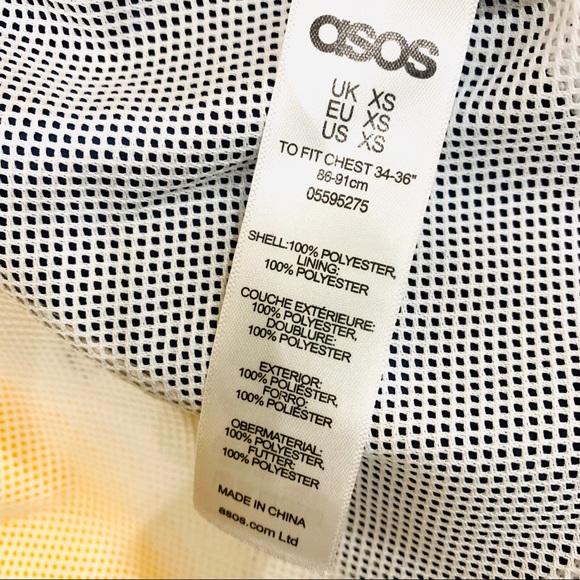 asos
UK XS
EU XS
US XS
TO FIT CHEST 34-36"
86-91cm
05595275
SHELL:100% POLYESTER,
LINING:
100% POLYESTER
COUCHE EXTÉRIEURE:
100% POLYESTER,
DOUBLURE:
100% POLYESTER
EXTERIOR:
100% POLIÉSTER,
FORRO:
100% POLIÉSTER
OBERMATERIAL:
100% POLYESTER,
FUTTER:
100% POLYESTER
MADE IN CHINA
asos.com Ltd